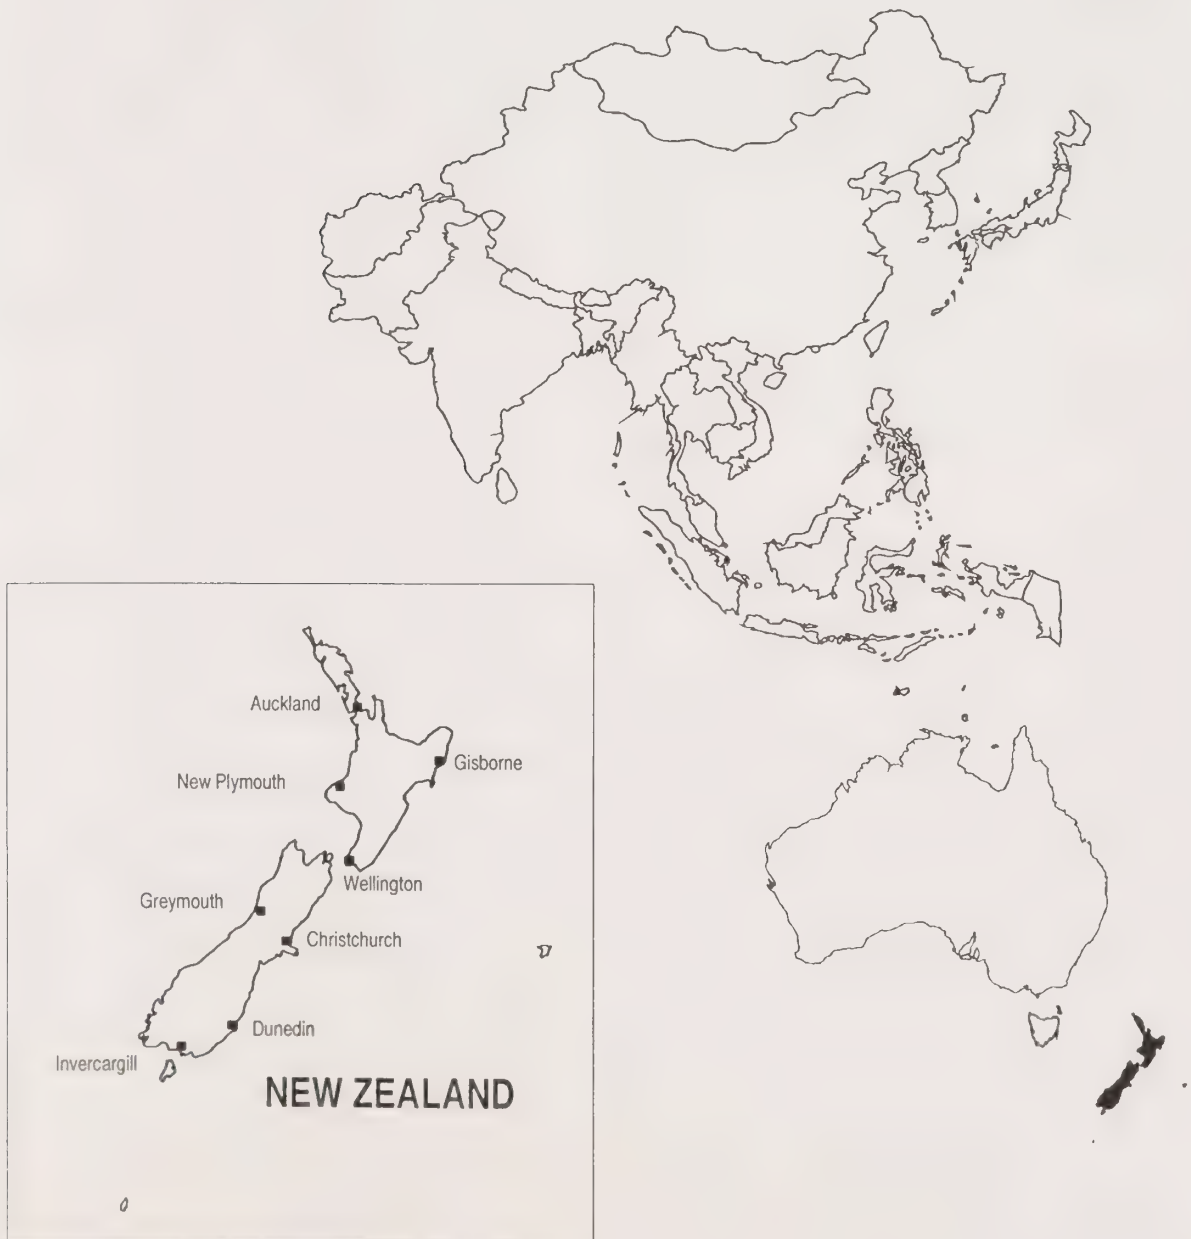 Auckland
Gisborne
New Plymouth
Wellington
Greymouth
Christchurch
Dunedin
Invercargill
NEW ZEALAND